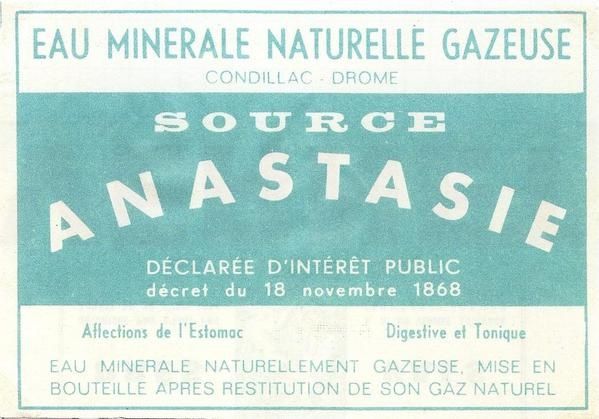 EAU MINERALE NATURELLE GAZEUSE
CONDILLAC - DROME
SOURCE
ANASTASIE
DÉCLARÉE D'INTÉRÊT PUBLIC
décret du 18 novembre 1868
Affections de l'Estomac Digestive et Tonique
EAU MINERALE NATURELLEMENT GAZEUSE, MISE EN
BOUTEILLE APRES RESTITUTION DE SON GAZ NATUREL